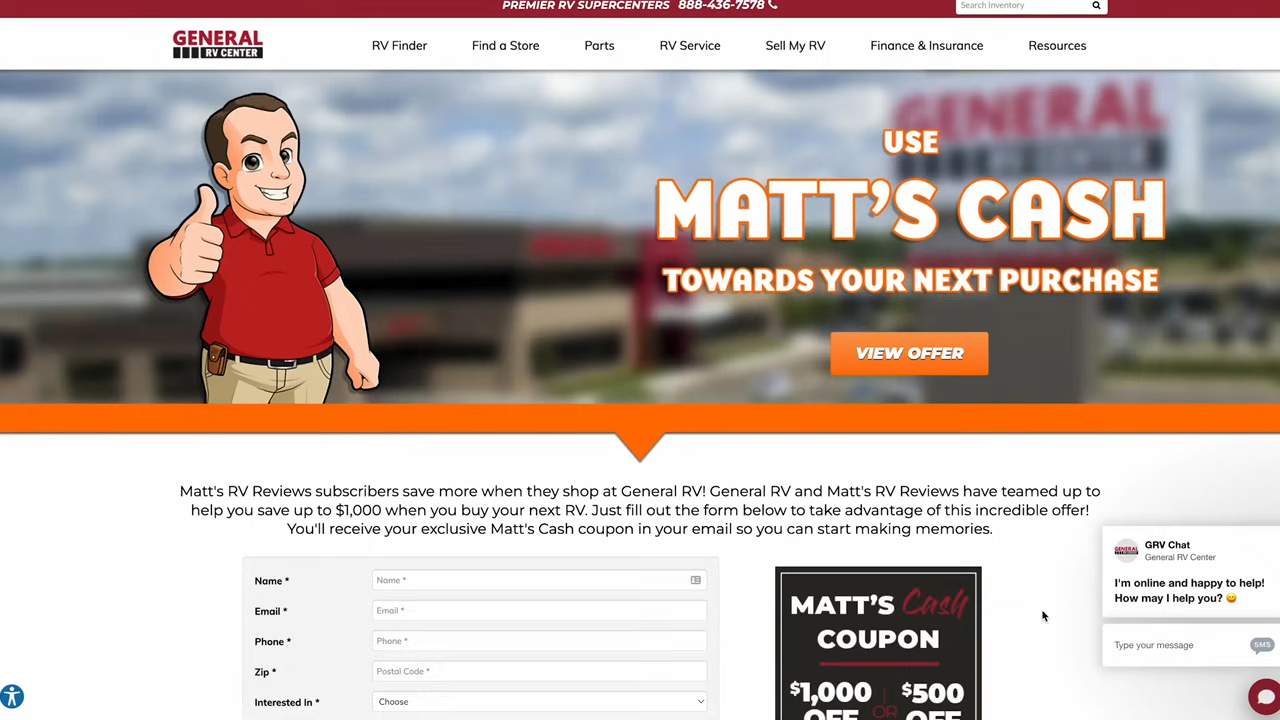 PREMIER RV SUPERCENTERS 888-436-7578
Search Inventory
GENERAL
RV CENTER
RV Finder
Find a Store
Parts
RV Service
Sell My RV
Finance & Insurance
Resources
GENERAL
USE
MATT'S CASH
TOWARDS YOUR NEXT PURCHASE
VIEW OFFER
Matt's RV Reviews subscribers save more when they shop at General RV! General RV and Matt's RV Reviews have teamed up to
help you save up to $1,000 when you buy your next RV. Just fill out the form below to take advantage of this incredible offer!
You'll receive your exclusive Matt's Cash coupon in your email so you can start making memories.
Name *
Name *
Email *
Email *
Phone *
Phone *
Zip *
Postal Code *
Interested In *
Choose
MATT'S Cash
COUPON
$1,000 OR $500
OFF OFF
GENERAL
GRV Chat
General RV Center
I'm online and happy to help!
How may I help you?
Type your message
SMS